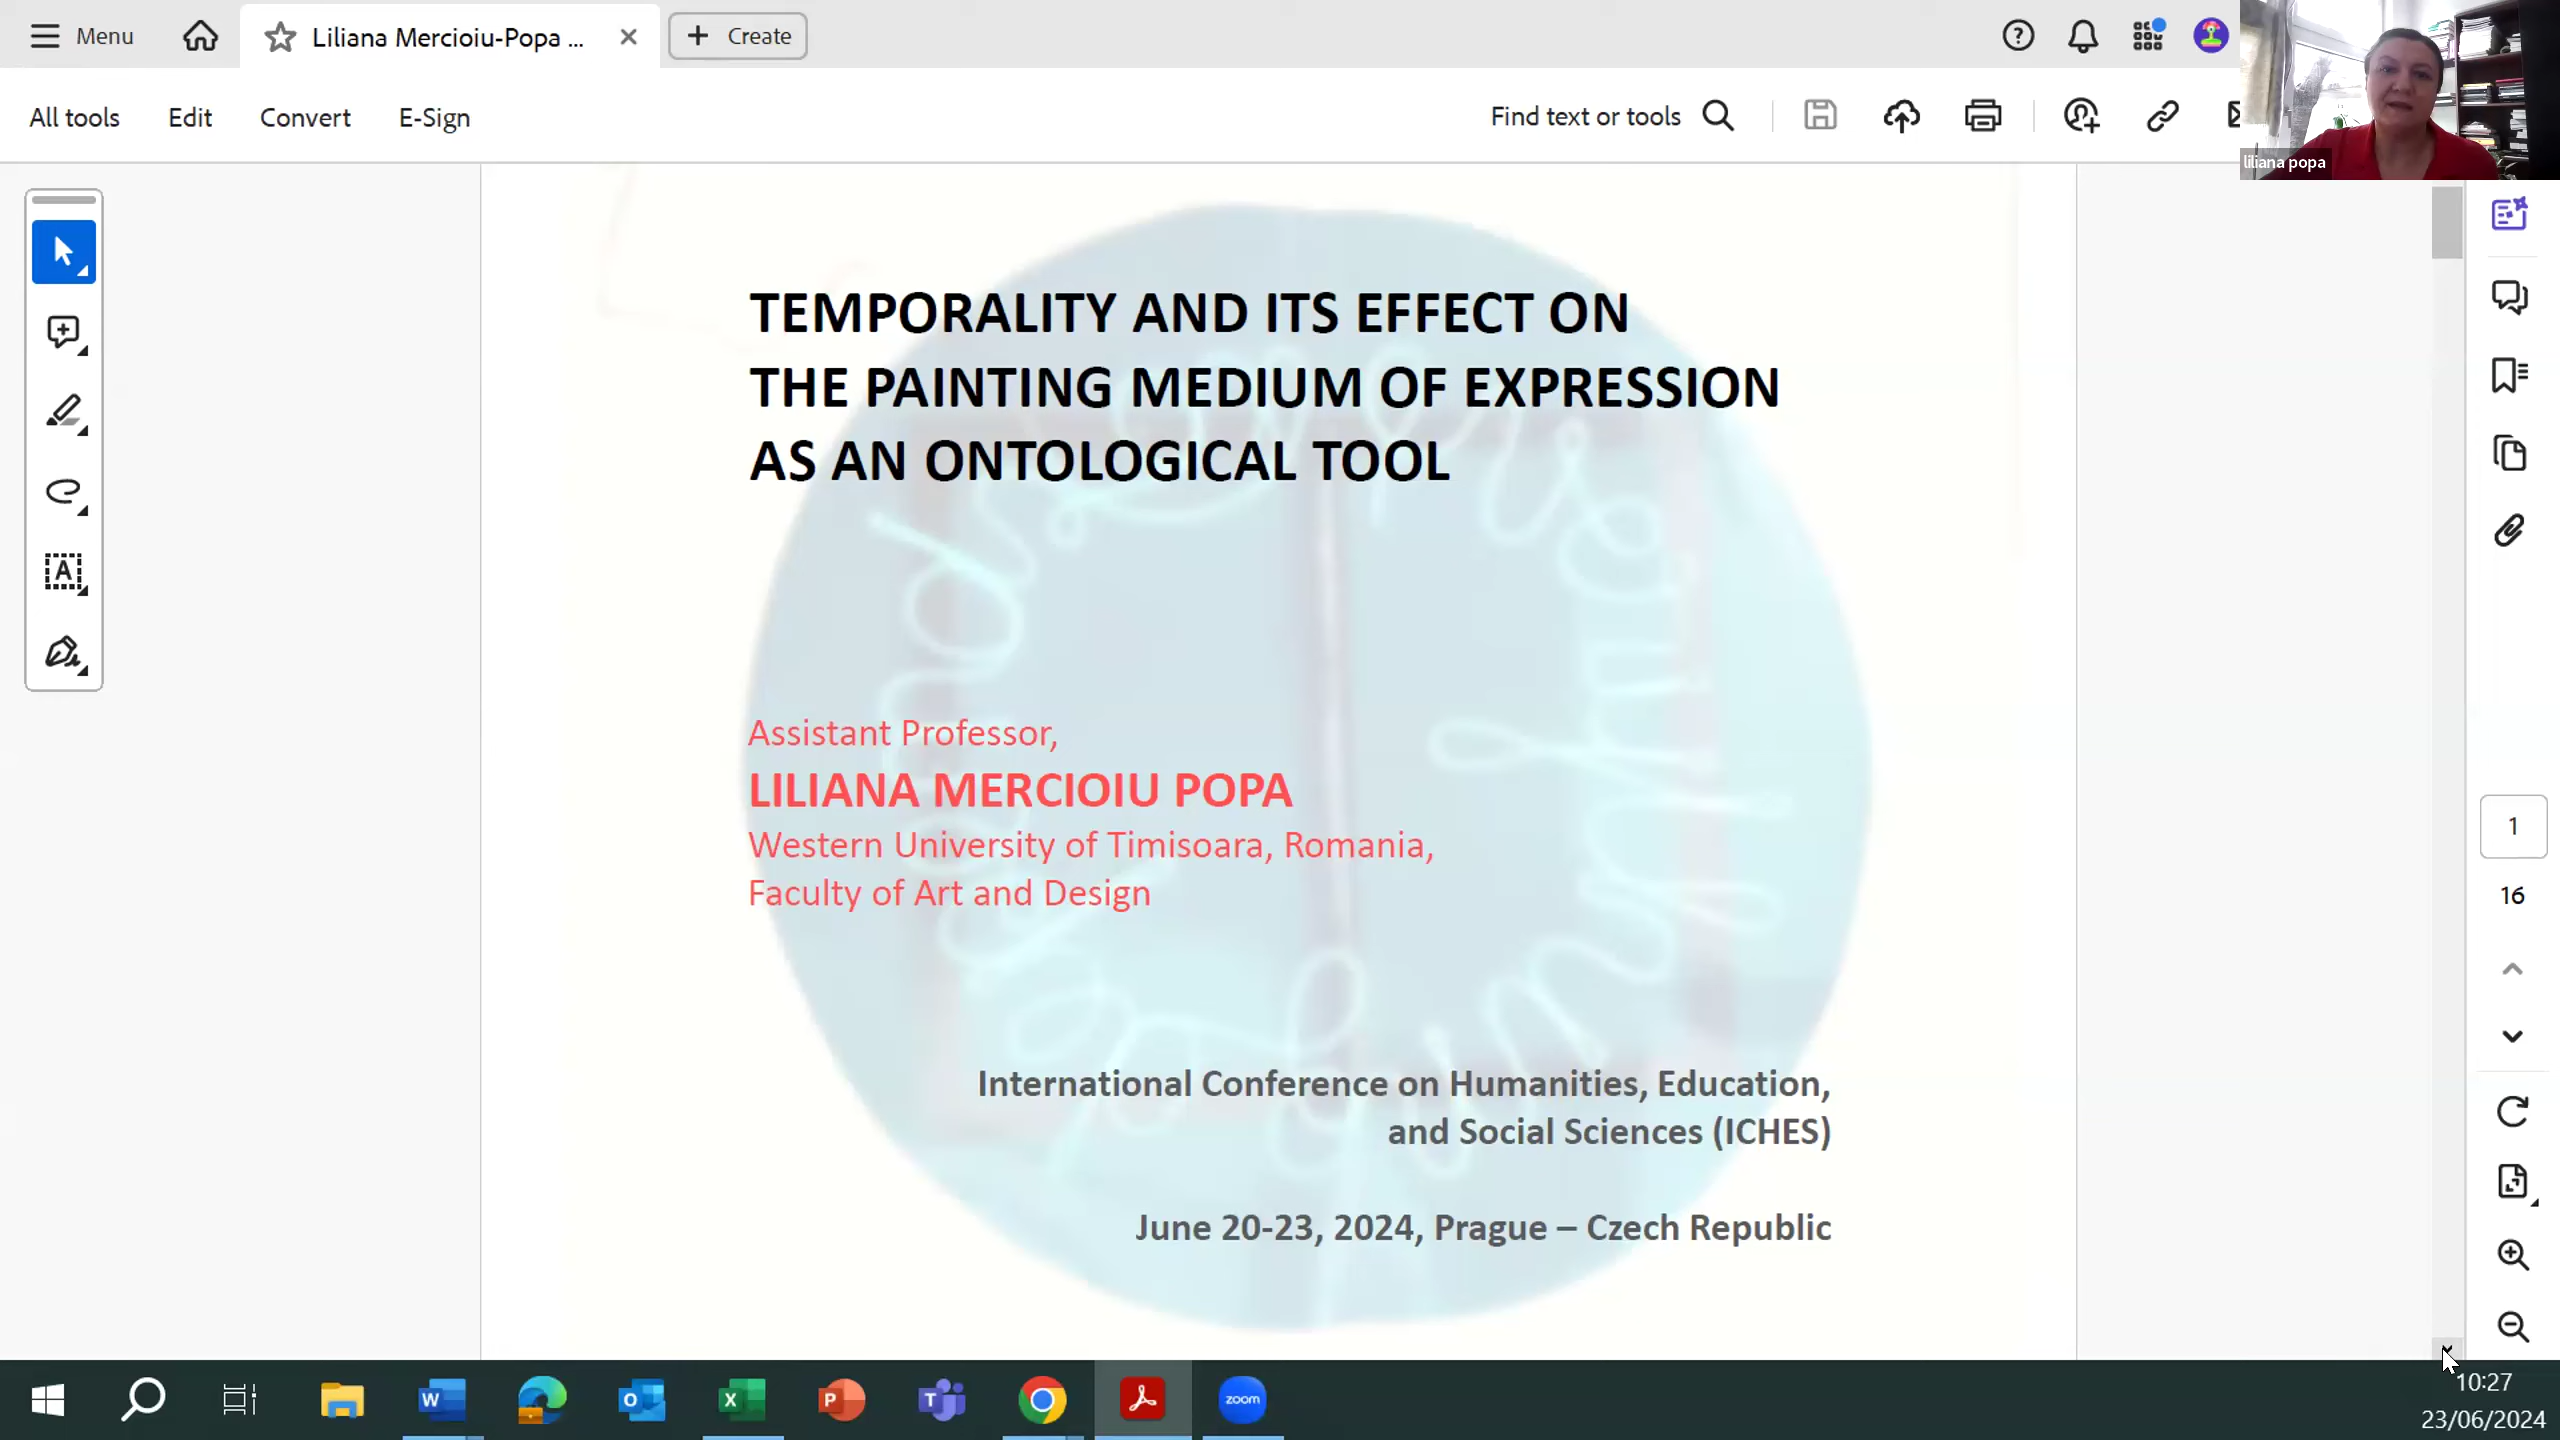 Menu
Liliana Mercioiu-Popa ...
Create
All tools
Edit
Convert
E-Sign
Find text or tools
liliana popa
TEMPORALITY AND ITS EFFECT ON
THE PAINTING MEDIUM OF EXPRESSION
AS AN ONTOLOGICAL TOOL
Assistant Professor,
LILIANA MERCIOIU POPA
Western University of Timisoara, Romania,
Faculty of Art and Design
International Conference on Humanities, Education,
and Social Sciences (ICHES)
June 20-23, 2024, Prague – Czech Republic
1
16
zoom
10:27
23/06/2024